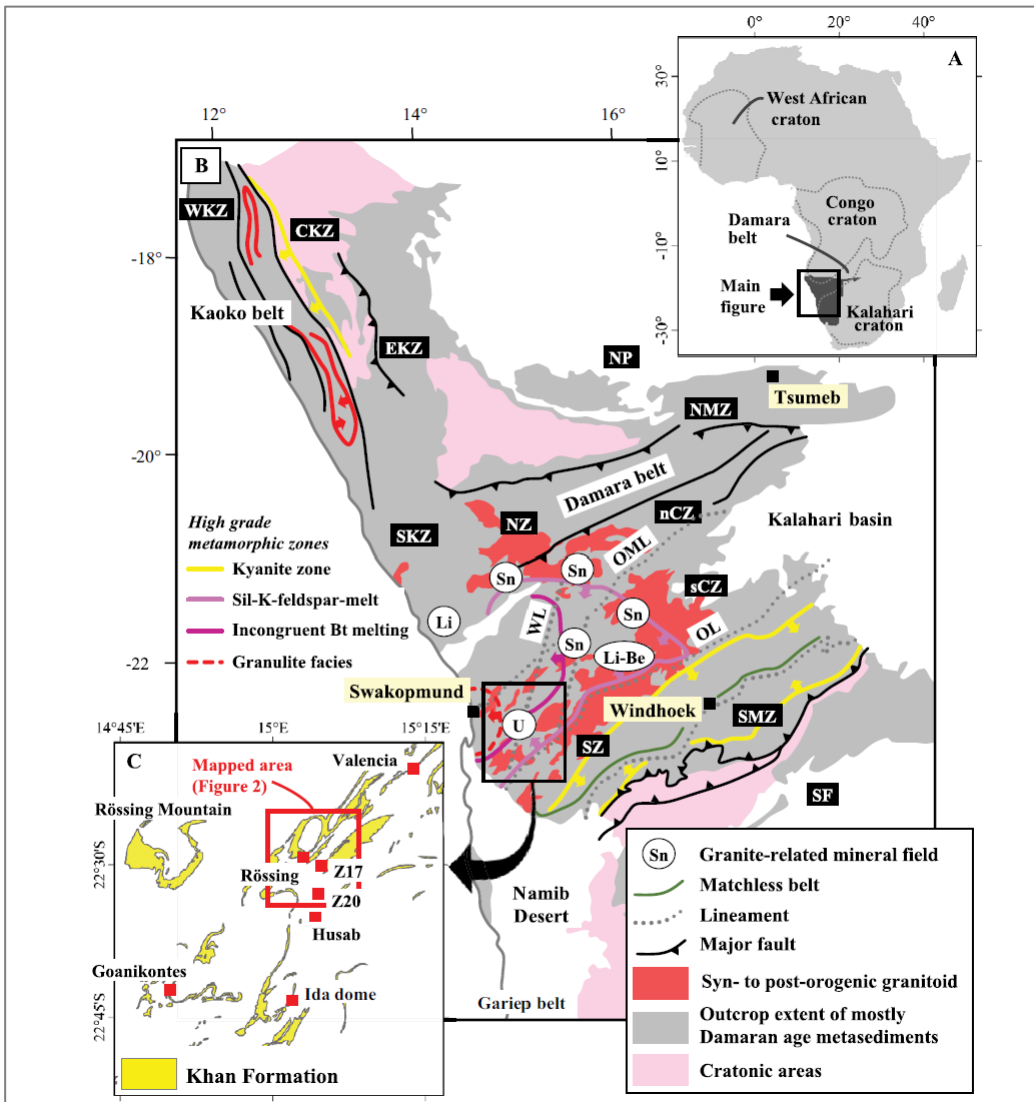 0°
20°
40°
A
30°
10°
-10°
-30°
West African
craton
Congo
craton
Damara
belt
Main
figure
Kalahari
craton
12°
14°
16°
B
-18°
-20°
-22
WKZ
CKZ
Kaoko belt
EKZ
NP
Tsumeb
NMZ
Damara belt
nCZ
Kalahari basin
NZ
SKZ
OML
Sn
Sn
sCZ
Sn
Li
WL
Sn
OL
Li-Be
High grade
metamorphic zones
Kyanite zone
Sil-K-feldspar-melt
Incongruent Bt melting
Granulite facies
Swakopmund
Windhoek
U
SMZ
SZ
SF
Namib
Desert
Gariep belt
14°45'E
15°E
15°15'E
C
Mapped area
(Figure 2)
Valencia
Rössing Mountain
22°30'S
Rössing
Z17
Z20
Husab
Goanikontes
Ida dome
22°45'S
Khan Formation
Sn
Granite-related mineral field
Matchless belt
Lineament
Major fault
Syn- to post-orogenic granitoid
Outcrop extent of mostly
Damaran age metasediments
Cratonic areas